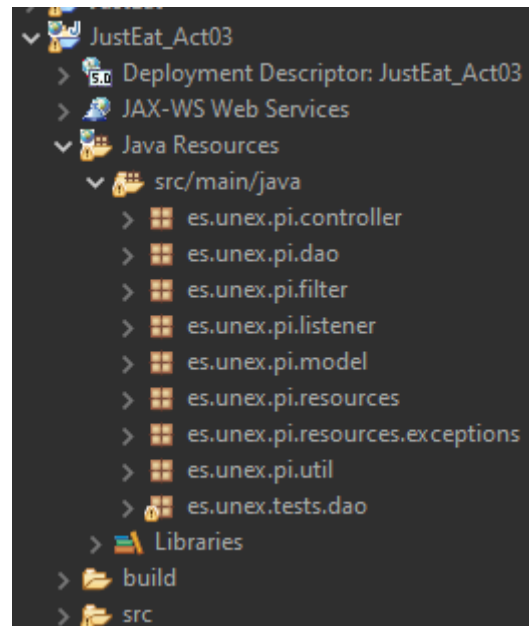 JustEat_Act03
5.0 Deployment Descriptor: JustEat_Act03
JAX-WS Web Services
Java Resources
src/main/java
es.unex.pi.controller
es.unex.pi.dao
es.unex.pi.filter
es.unex.pi.listener
es.unex.pi.model
es.unex.pi.resources
es.unex.pi.resources.exceptions
es.unex.pi.util
es.unex.tests.dao
Libraries
build
src